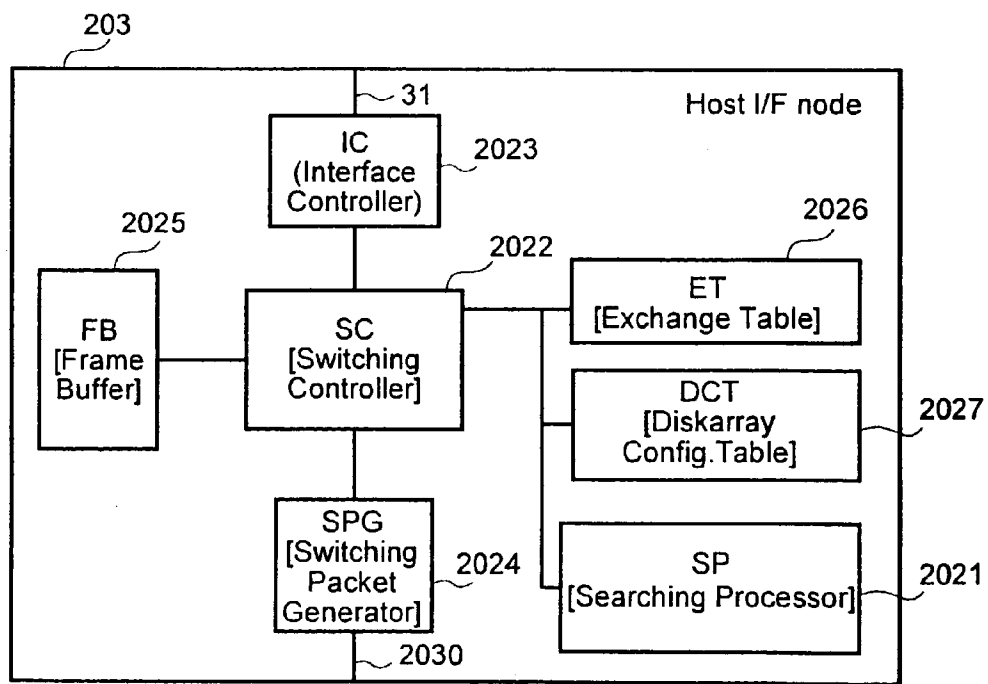 203
31
Host I/F node
IC
(Interface
Controller)
2023
2025
2022
2026
FB
[Frame
Buffer]
SC
[Switching
Controller]
ET
[Exchange Table]
DCT
[Diskarray
Config.Table]
2027
SPG
[Switching
Packet
Generator]
2024
SP
[Searching Processor]
2021
2030